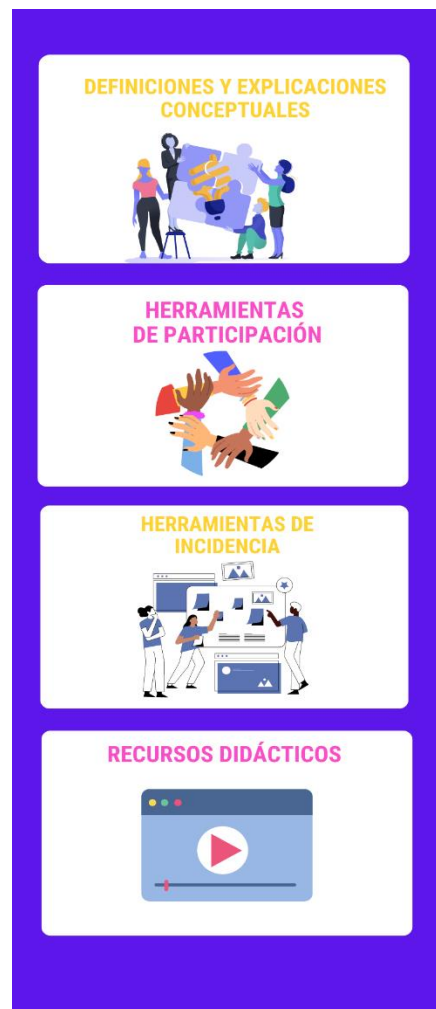 DEFINICIONES Y EXPLICACIONES
CONCEPTUALES
HERRAMIENTAS
DE PARTICIPACIÓN
HERRAMIENTAS DE
INCIDENCIA
RECURSOS DIDÁCTICOS